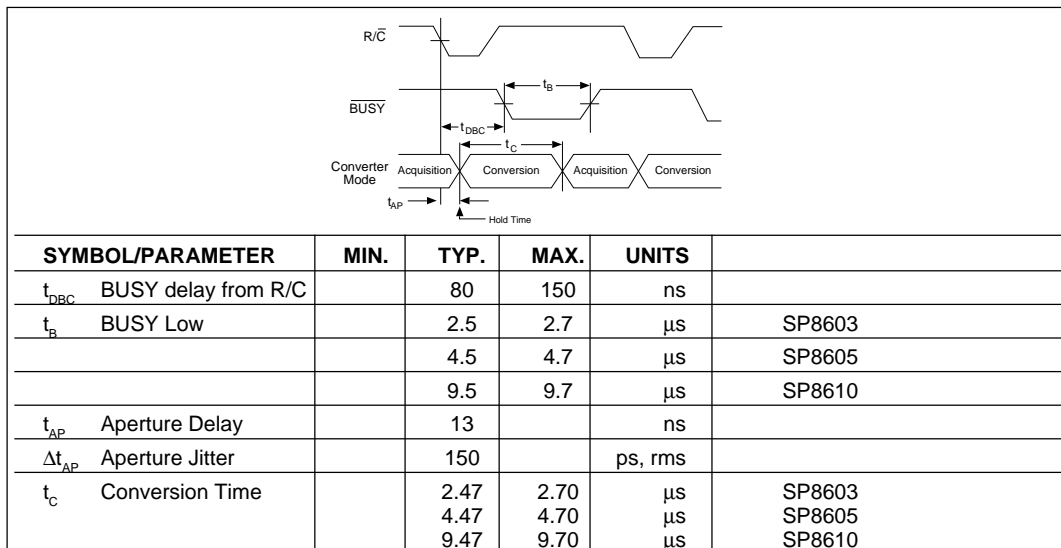 R/C̅
t_B
B̅U̅S̅Y̅
t_DBC
t_C
Converter Mode
Acquisition
Conversion
Acquisition
Conversion
t_AP
Hold Time
SYMBOL/PARAMETER MIN. TYP. MAX. UNITS
t_DBC BUSY delay from R/C 80 150 ns
t_B BUSY Low 2.5 2.7 μs SP8603
4.5 4.7 μs SP8605
9.5 9.7 μs SP8610
t_AP Aperture Delay 13 ns
Δt_AP Aperture Jitter 150 ps, rms
t_C Conversion Time 2.47 2.70 μs SP8603
4.47 4.70 μs SP8605
9.47 9.70 μs SP8610